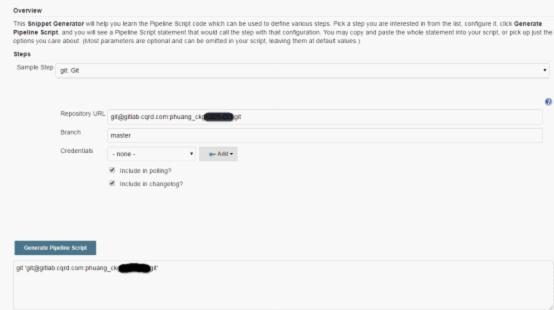 Overview
This Snippet Generator will help you learn the Pipeline Script code which can be used to define various steps. Pick a step you are interested in from the list, configure it, click Generate
Pipeline Script, and you will see a Pipeline Script statement that would call the step with that configuration. You may copy and paste the whole statement into your script, or pick up just the
options you care about. (Most parameters are optional and can be omitted in your script, leaving them at default values.)
Steps
Sample Step
git: Git
Repository URL
git@gitlab.cqrd.com:phuang_ckg git
Branch
master
Credentials
- none -
Add
Include in polling?
Include in changelog?
Generate Pipeline Script
git 'git@gitlab.cqrd.com:phuang_ck git'